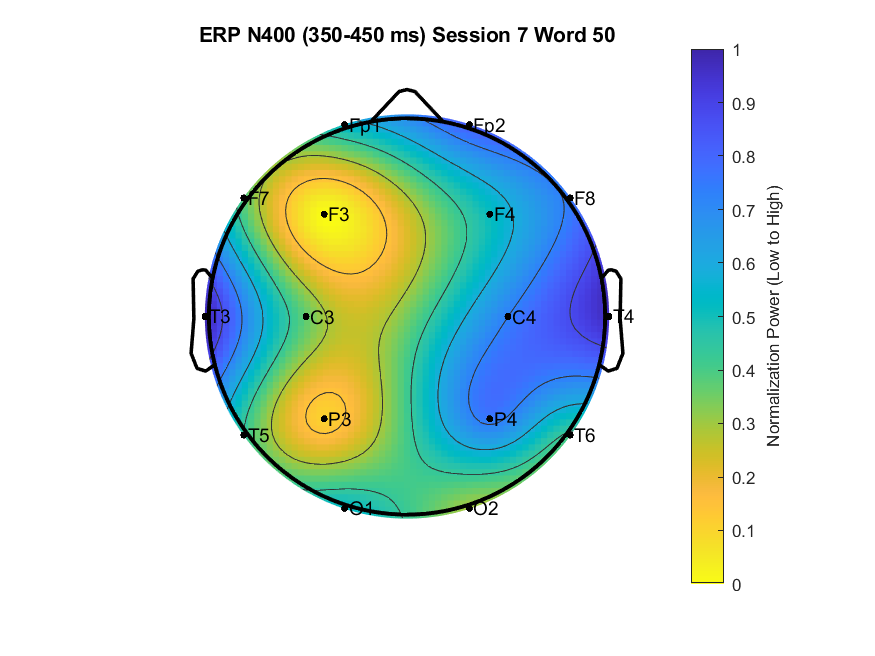 ERP N400 (350-450 ms) Session 7 Word 50
Fp1 Fp2
F7 F3 F4 F8
T3 C3 C4 T4
T5 P3 P4 T6
O1 O2
1
0.9
0.8
0.7
0.6
0.5
0.4
0.3
0.2
0.1
0
Normalization Power (Low to High)